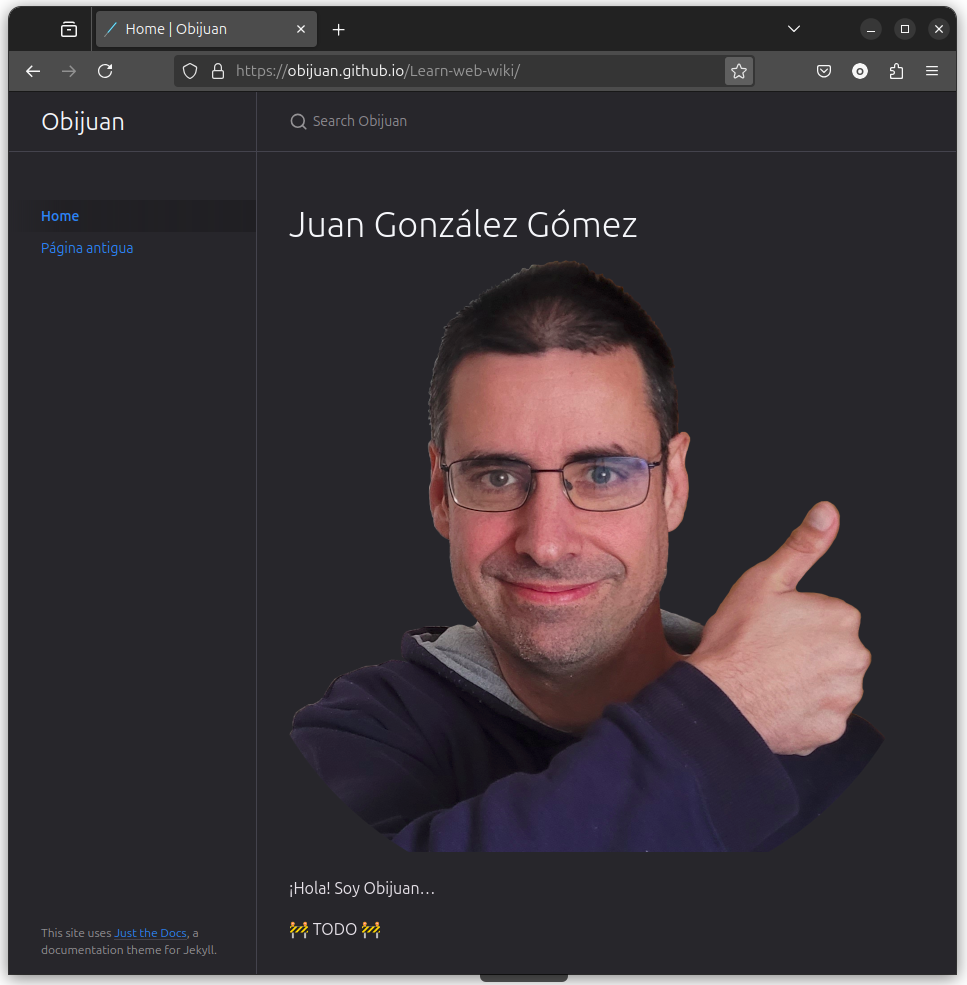 Home | Obijuan
https://obijuan.github.io/Learn-web-wiki/
Obijuan
Search Obijuan
Home
Página antigua
Juan González Gómez
¡Hola! Soy Obijuan...
🚧 TODO 🚧
This site uses Just the Docs, a
documentation theme for Jekyll.